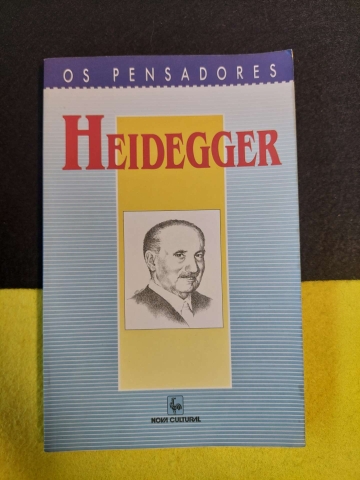 OS PENSADORES
HEIDEGGER
NOVA CULTURAL